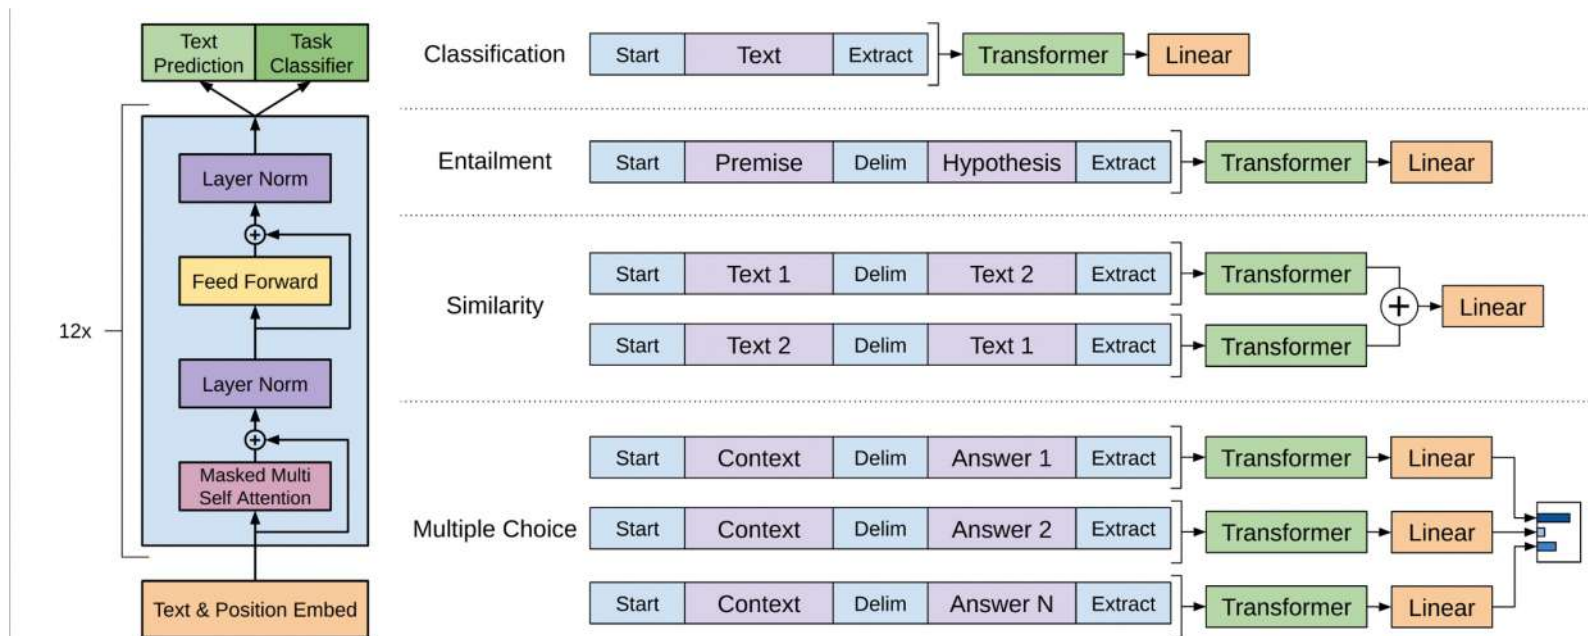 Text
Prediction
Task
Classifier
12x
Layer Norm
Feed Forward
Layer Norm
Masked Multi
Self Attention
Text & Position Embed
Classification
Start Text Extract Transformer Linear
Entailment
Start Premise Delim Hypothesis Extract Transformer Linear
Similarity
Start Text 1 Delim Text 2 Extract Transformer
+ Linear
Start Text 2 Delim Text 1 Extract Transformer
Multiple Choice
Start Context Delim Answer 1 Extract Transformer Linear
Start Context Delim Answer 2 Extract Transformer Linear
Start Context Delim Answer N Extract Transformer Linear